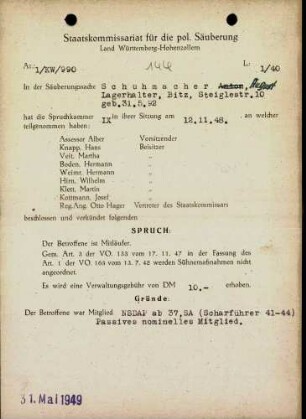 Staatskommissariat für die pol. Säuberung
Land Württemberg-Hohenzollern
Az.: 1/KW/990
L: 1/40
In der Säuberungssache Schuhmacher Anton, August
Lagerhalter, Bitz, Steiglestr.10
geb.31.5.92
hat die Spruchkammer IX in ihrer Sitzung am 12.11.48. an welcher
teilgenommen haben:
Assessor Alber Vorsitzender
Knapp, Hans Beisitzer
Veit, Martha "
Boden, Hermann "
Weimer, Hermann "
Hirn, Wilhelm "
Klett, Martin "
Kottmann, Josef "
Reg.Ang. Otto Hager Vertreter des Staatskommissars
beschlossen und verkündet folgenden
SPRUCH:
Der Betroffene ist Mitläufer.
Gem. Art. 3 der VO. 133 vom 17. 11. 47 in der Fassung des
Art. 1 der VO. 165 vom 13. 7. 48 werden Sühnemaßnahmen nicht
angeordnet.
Es wird eine Verwaltungsgebühr von DM 10.- erhoben.
Gründe:
Der Betroffene war Mitglied NSDAP ab 37,SA (Scharführer 41-44)
Passives nominelles Mitglied.
31. Mai 1949